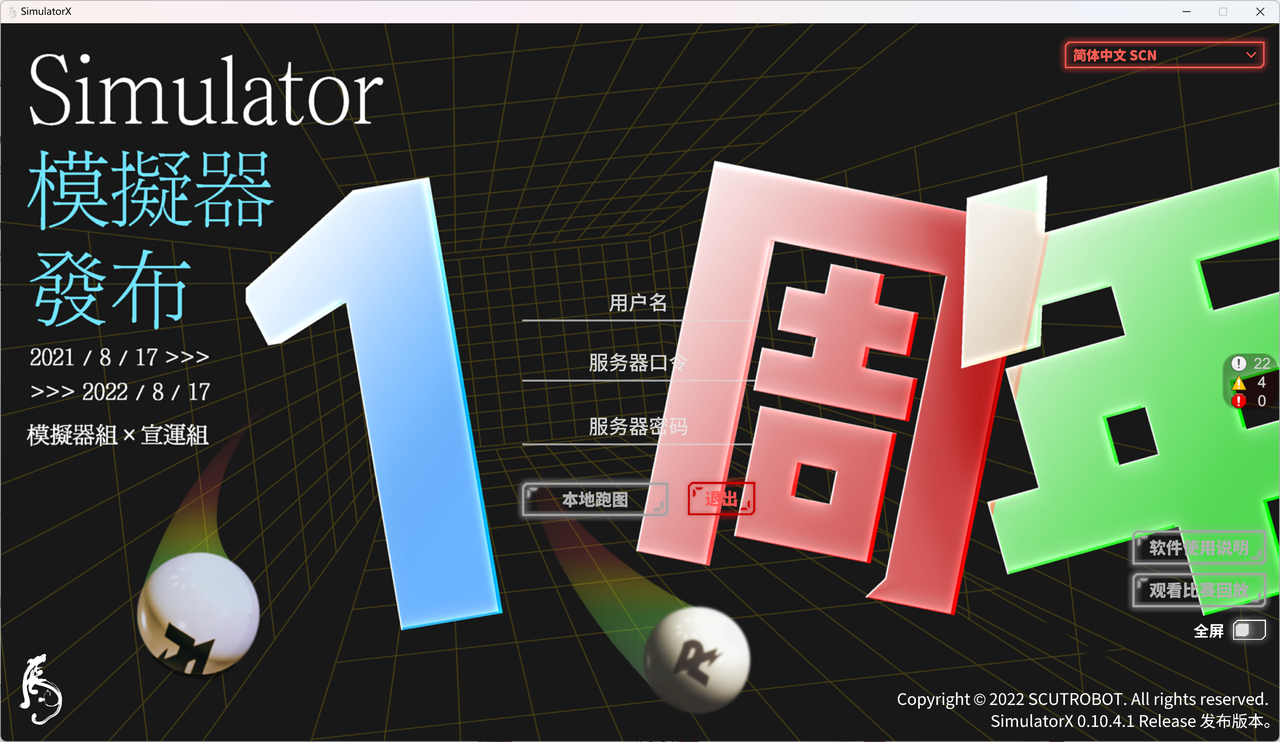 SimulatorX
简体中文 SCN
Simulator
模擬器
發布
2021 / 8 / 17 >>>
>>> 2022 / 8 / 17
模擬器組 × 宣運組
1周年
用户名
服务器口令
服务器密码
本地跑图
退出
22
4
0
软件使用说明
观看比赛回放
全屏
R
Copyright © 2022 SCUTROBOT. All rights reserved.
SimulatorX 0.10.4.1 Release 发布版本。